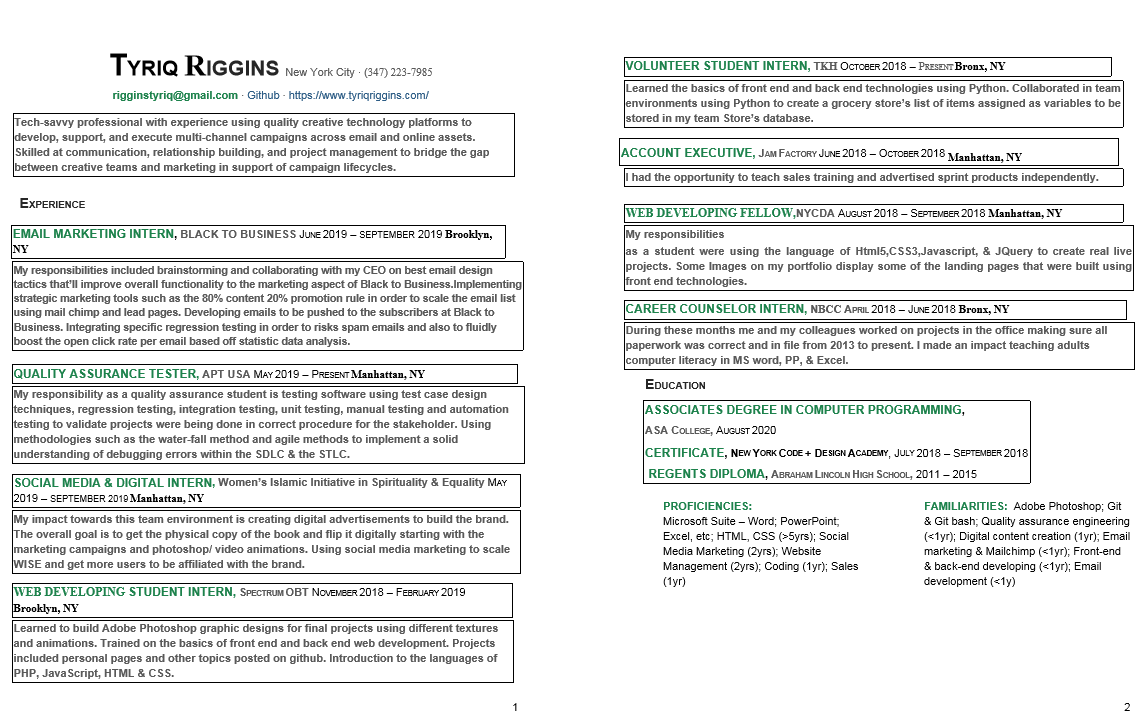 TYRIQ RIGGINS New York City · (347) 223-7985
rigginstyriq@gmail.com · Github · https://www.tyriqriggins.com/
Tech-savvy professional with experience using quality creative technology platforms to
develop, support, and execute multi-channel campaigns across email and online assets.
Skilled at communication, relationship building, and project management to bridge the gap
between creative teams and marketing in support of campaign lifecycles.
EXPERIENCE
EMAIL MARKETING INTERN, BLACK TO BUSINESS JUNE 2019 – SEPTEMBER 2019 Brooklyn,
NY
My responsibilities included brainstorming and collaborating with my CEO on best email design
tactics that'll improve overall functionality to the marketing aspect of Black to Business.Implementing
strategic marketing tools such as the 80% content 20% promotion rule in order to scale the email list
using mail chimp and lead pages. Developing emails to be pushed to the subscribers at Black to
Business. Integrating specific regression testing in order to risks spam emails and also to fluidly
boost the open click rate per email based off statistic data analysis.
QUALITY ASSURANCE TESTER, APT USA MAY 2019 – PRESENT Manhattan, NY
My responsibility as a quality assurance student is testing software using test case design
techniques, regression testing, integration testing, unit testing, manual testing and automation
testing to validate projects were being done in correct procedure for the stakeholder. Using
methodologies such as the water-fall method and agile methods to implement a solid
understanding of debugging errors within the SDLC & the STLC.
SOCIAL MEDIA & DIGITAL INTERN, Women's Islamic Initiative in Spirituality & Equality MAY
2019 – SEPTEMBER 2019 Manhattan, NY
My impact towards this team environment is creating digital advertisements to build the brand.
The overall goal is to get the physical copy of the book and flip it digitally starting with the
marketing campaigns and photoshop/ video animations. Using social media marketing to scale
WISE and get more users to be affiliated with the brand.
WEB DEVELOPING STUDENT INTERN, SPECTRUM OBT NOVEMBER 2018 – FEBRUARY 2019
Brooklyn, NY
Learned to build Adobe Photoshop graphic designs for final projects using different textures
and animations. Trained on the basics of front end and back end web development. Projects
included personal pages and other topics posted on github. Introduction to the languages of
PHP, JavaScript, HTML & CSS.
1
VOLUNTEER STUDENT INTERN, TKH OCTOBER 2018 – PRESENT Bronx, NY
Learned the basics of front end and back end technologies using Python. Collaborated in team
environments using Python to create a grocery store's list of items assigned as variables to be
stored in my team Store's database.
ACCOUNT EXECUTIVE, JAM FACTORY JUNE 2018 – OCTOBER 2018 Manhattan, NY
I had the opportunity to teach sales training and advertised sprint products independently.
WEB DEVELOPING FELLOW,NYCDA AUGUST 2018 – SEPTEMBER 2018 Manhattan, NY
My responsibilities
as a student were using the language of Html5,CSS3,Javascript, & JQuery to create real live
projects. Some Images on my portfolio display some of the landing pages that were built using
front end technologies.
CAREER COUNSELOR INTERN, NBCC APRIL 2018 – JUNE 2018 Bronx, NY
During these months me and my colleagues worked on projects in the office making sure all
paperwork was correct and in file from 2013 to present. I made an impact teaching adults
computer literacy in MS word, PP, & Excel.
EDUCATION
ASSOCIATES DEGREE IN COMPUTER PROGRAMMING,
ASA COLLEGE, AUGUST 2020
CERTIFICATE, NEW YORK CODE + DESIGN ACADEMY, JULY 2018 – SEPTEMBER 2018
REGENTS DIPLOMA, ABRAHAM LINCOLN HIGH SCHOOL, 2011 – 2015
PROFICIENCIES:
Microsoft Suite – Word; PowerPoint;
Excel, etc; HTML, CSS (>5yrs); Social
Media Marketing (2yrs); Website
Management (2yrs); Coding (1yr); Sales
(1yr)
FAMILIARITIES: Adobe Photoshop; Git
& Git bash; Quality assurance engineering
(<1yr); Digital content creation (1yr); Email
marketing & Mailchimp (<1yr); Front-end
& back-end developing (<1yr); Email
development (<1y)
2